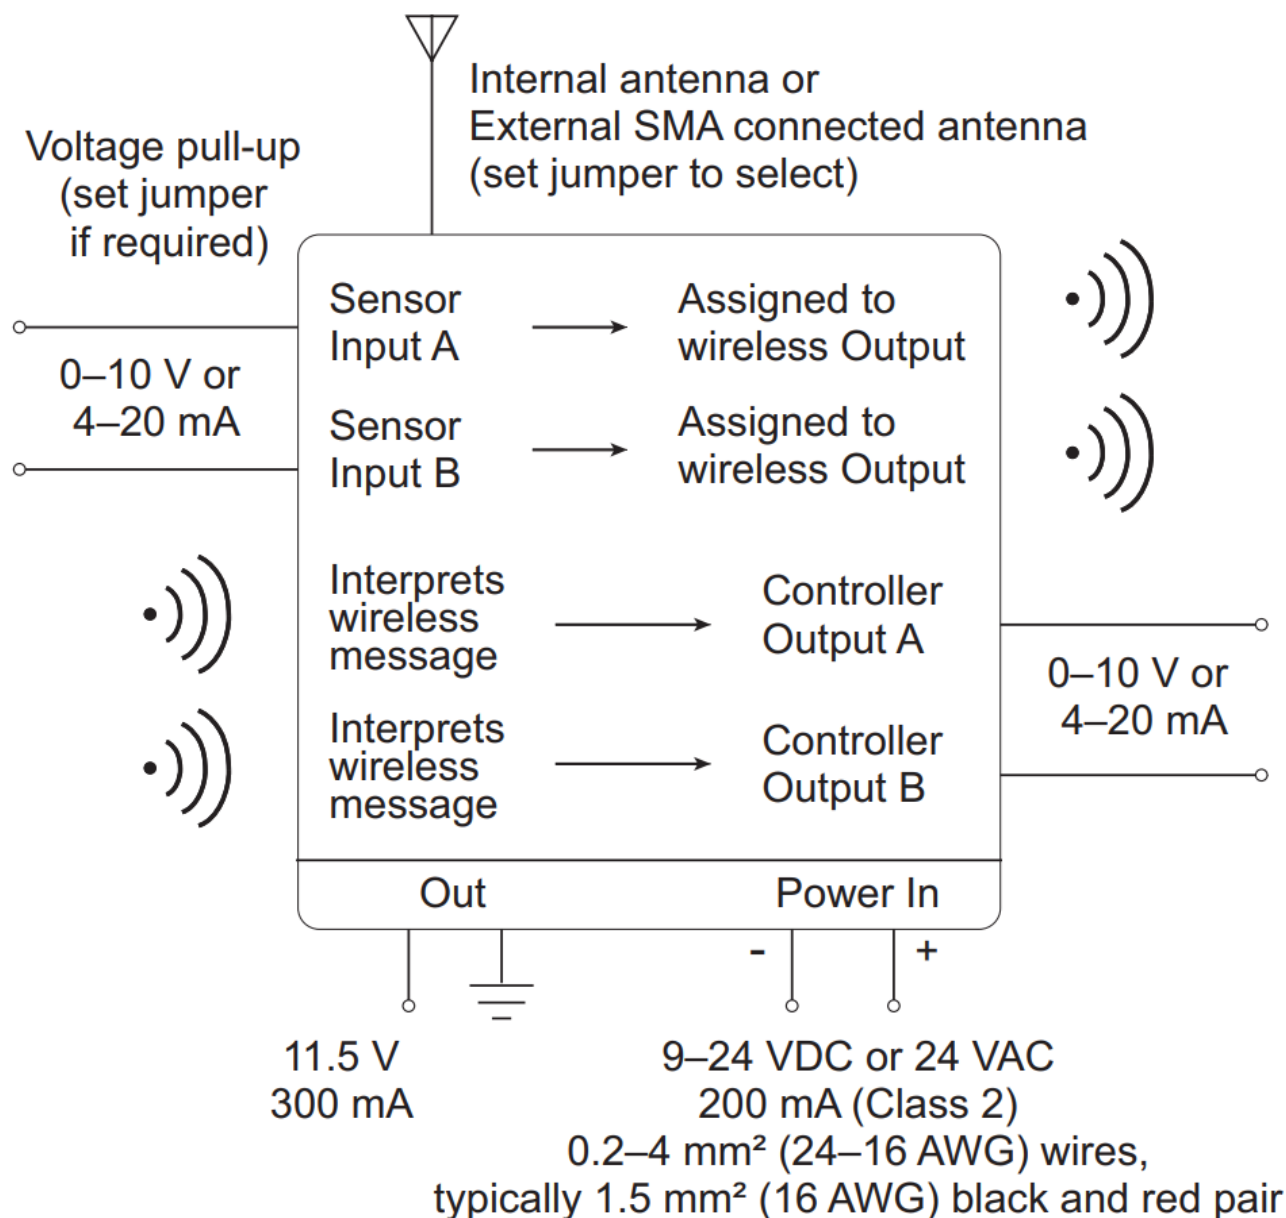 Internal antenna or
External SMA connected antenna
(set jumper to select)
Voltage pull-up
(set jumper
if required)
Sensor
Input A
Assigned to
wireless Output
0–10 V or
4–20 mA
Sensor
Input B
Assigned to
wireless Output
Interprets
wireless
message
Controller
Output A
0–10 V or
4–20 mA
Interprets
wireless
message
Controller
Output B
Out
Power In
-
+
11.5 V
300 mA
9–24 VDC or 24 VAC
200 mA (Class 2)
0.2–4 mm² (24–16 AWG) wires,
typically 1.5 mm² (16 AWG) black and red pair